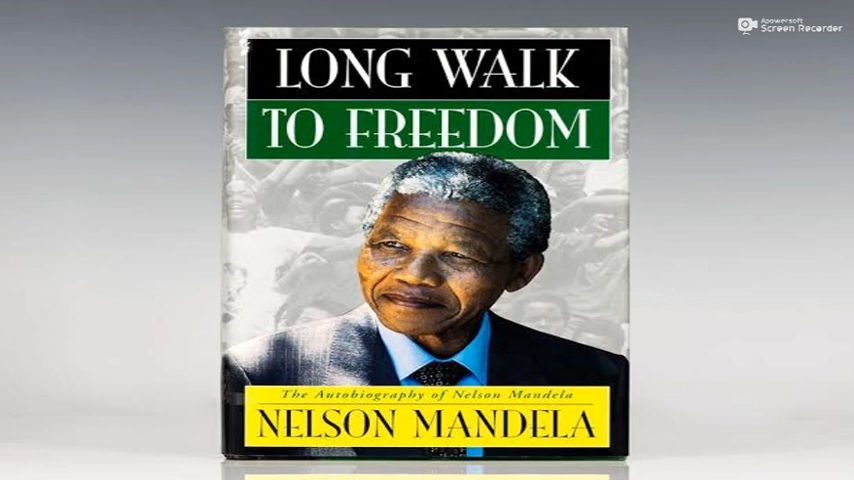 Apowersoft
Screen Recorder
LONG WALK
TO FREEDOM
The Autobiography of Nelson Mandela
NELSON MANDELA